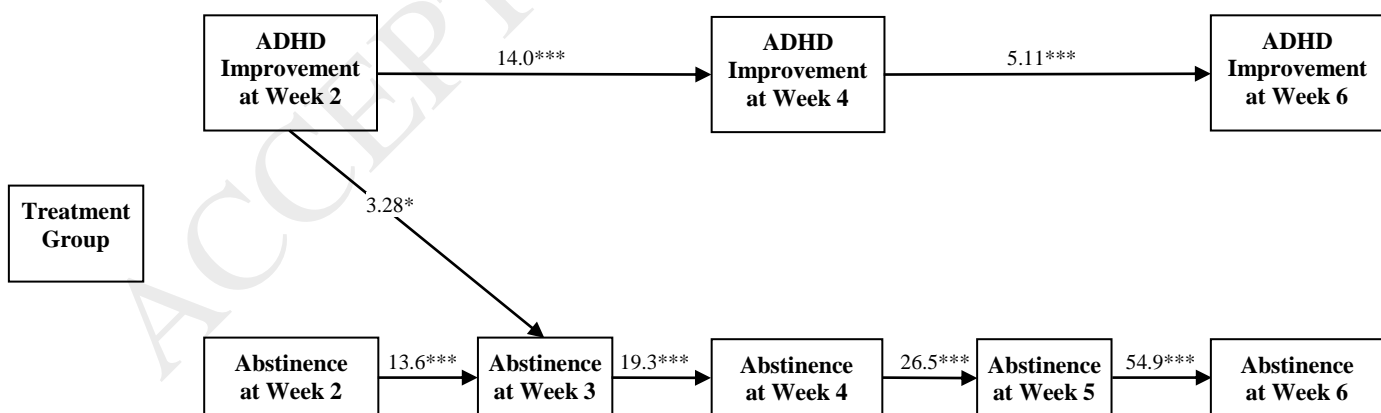 ADHD
Improvement
at Week 2
14.0***
ADHD
Improvement
at Week 4
5.11***
ADHD
Improvement
at Week 6
3.28*
Treatment
Group
Abstinence
at Week 2
13.6***
Abstinence
at Week 3
19.3***
Abstinence
at Week 4
26.5***
Abstinence
at Week 5
54.9***
Abstinence
at Week 6
ACCEPT